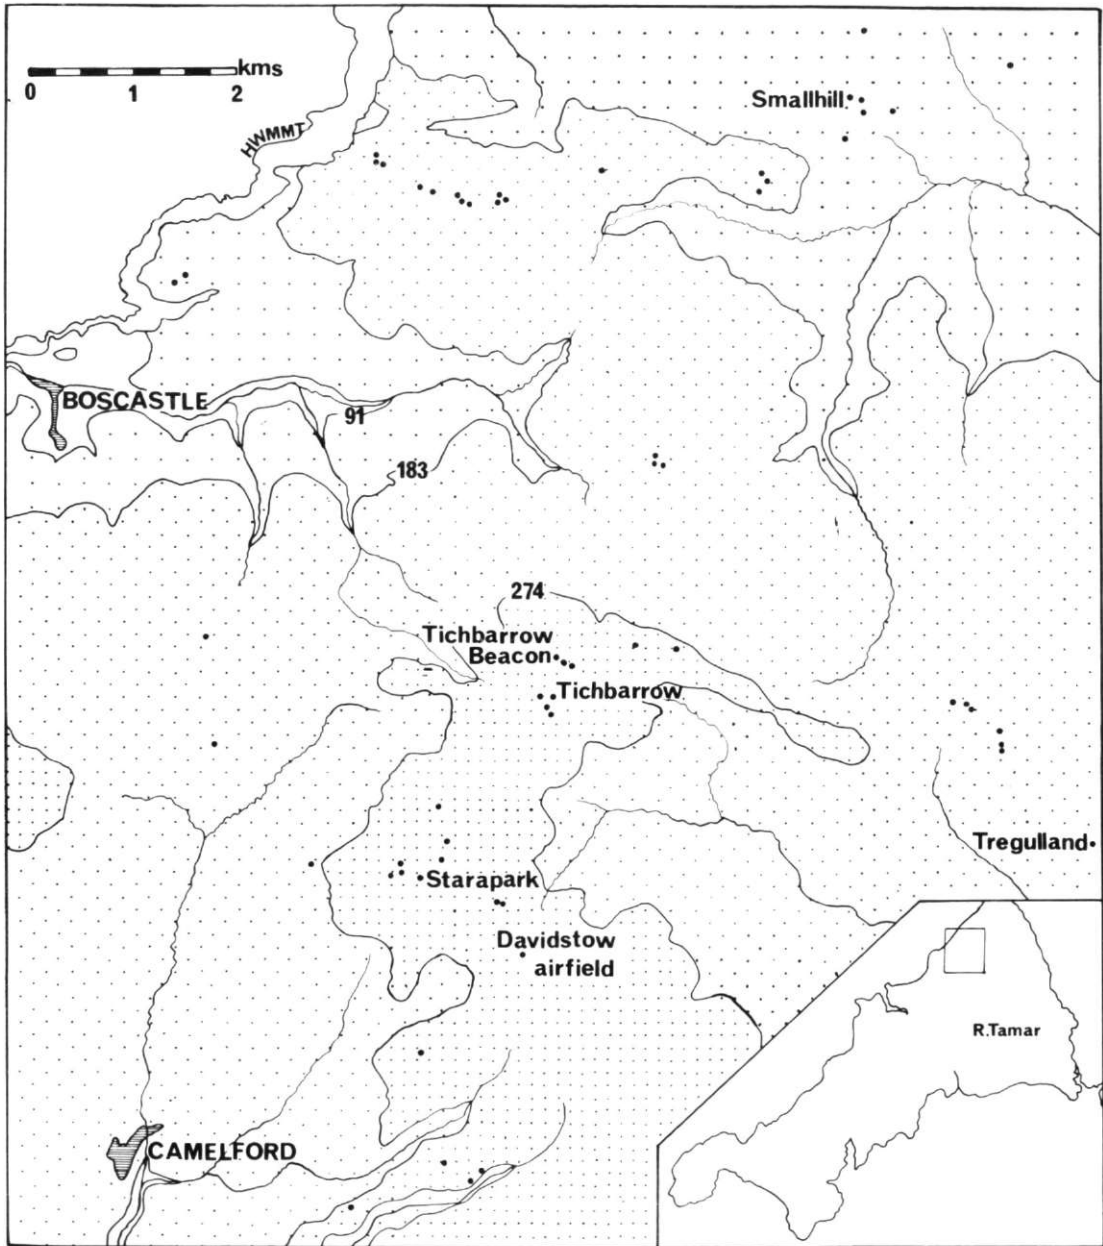 kms
0 1 2
HWMMT
Smallhill
BOSCASTLE
91
183
274
Tichbarrow
Beacon
Tichbarrow
Tregulland
Starapark
Davidstow
airfield
R.Tamar
CAMELFORD